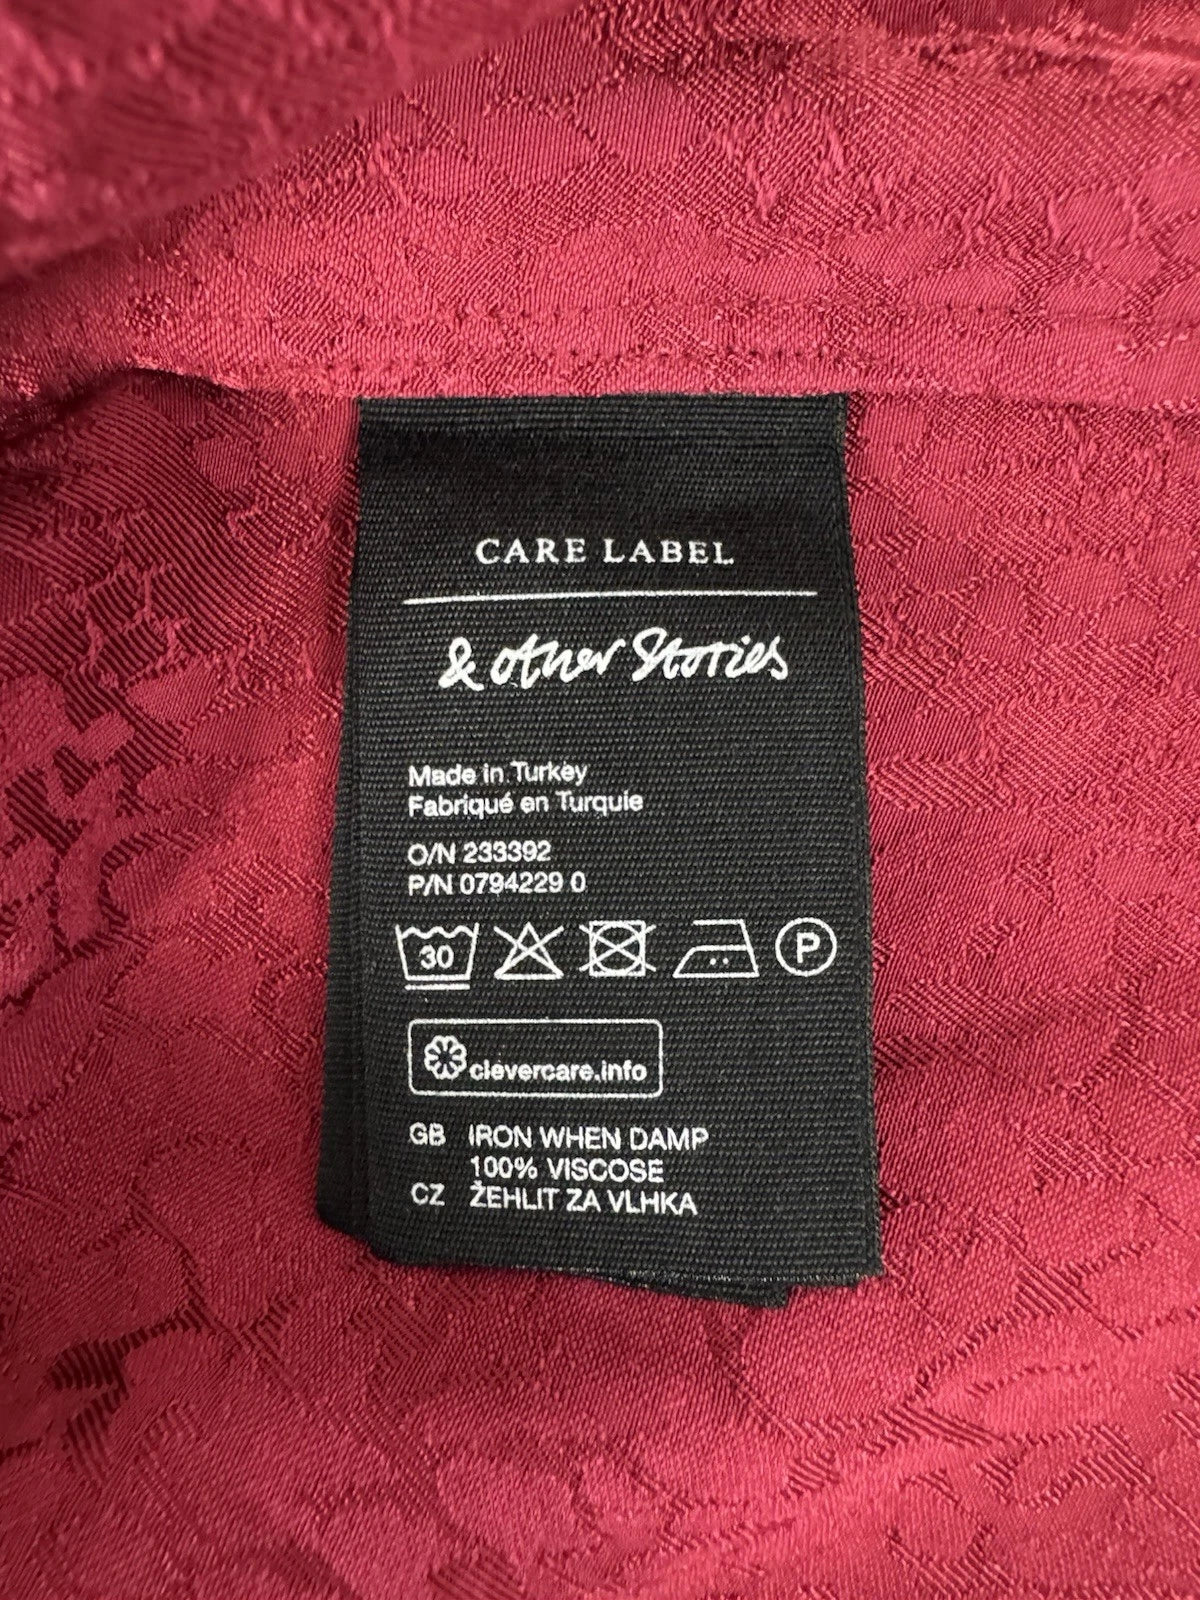 CARE LABEL
& other Stories
Made in Turkey
Fabriqué en Turquie
O/N 233392
P/N 0794229 0
30 P
clevercare.info
GB IRON WHEN DAMP
100% VISCOSE
CZ ŽEHLIT ZA VLHKA